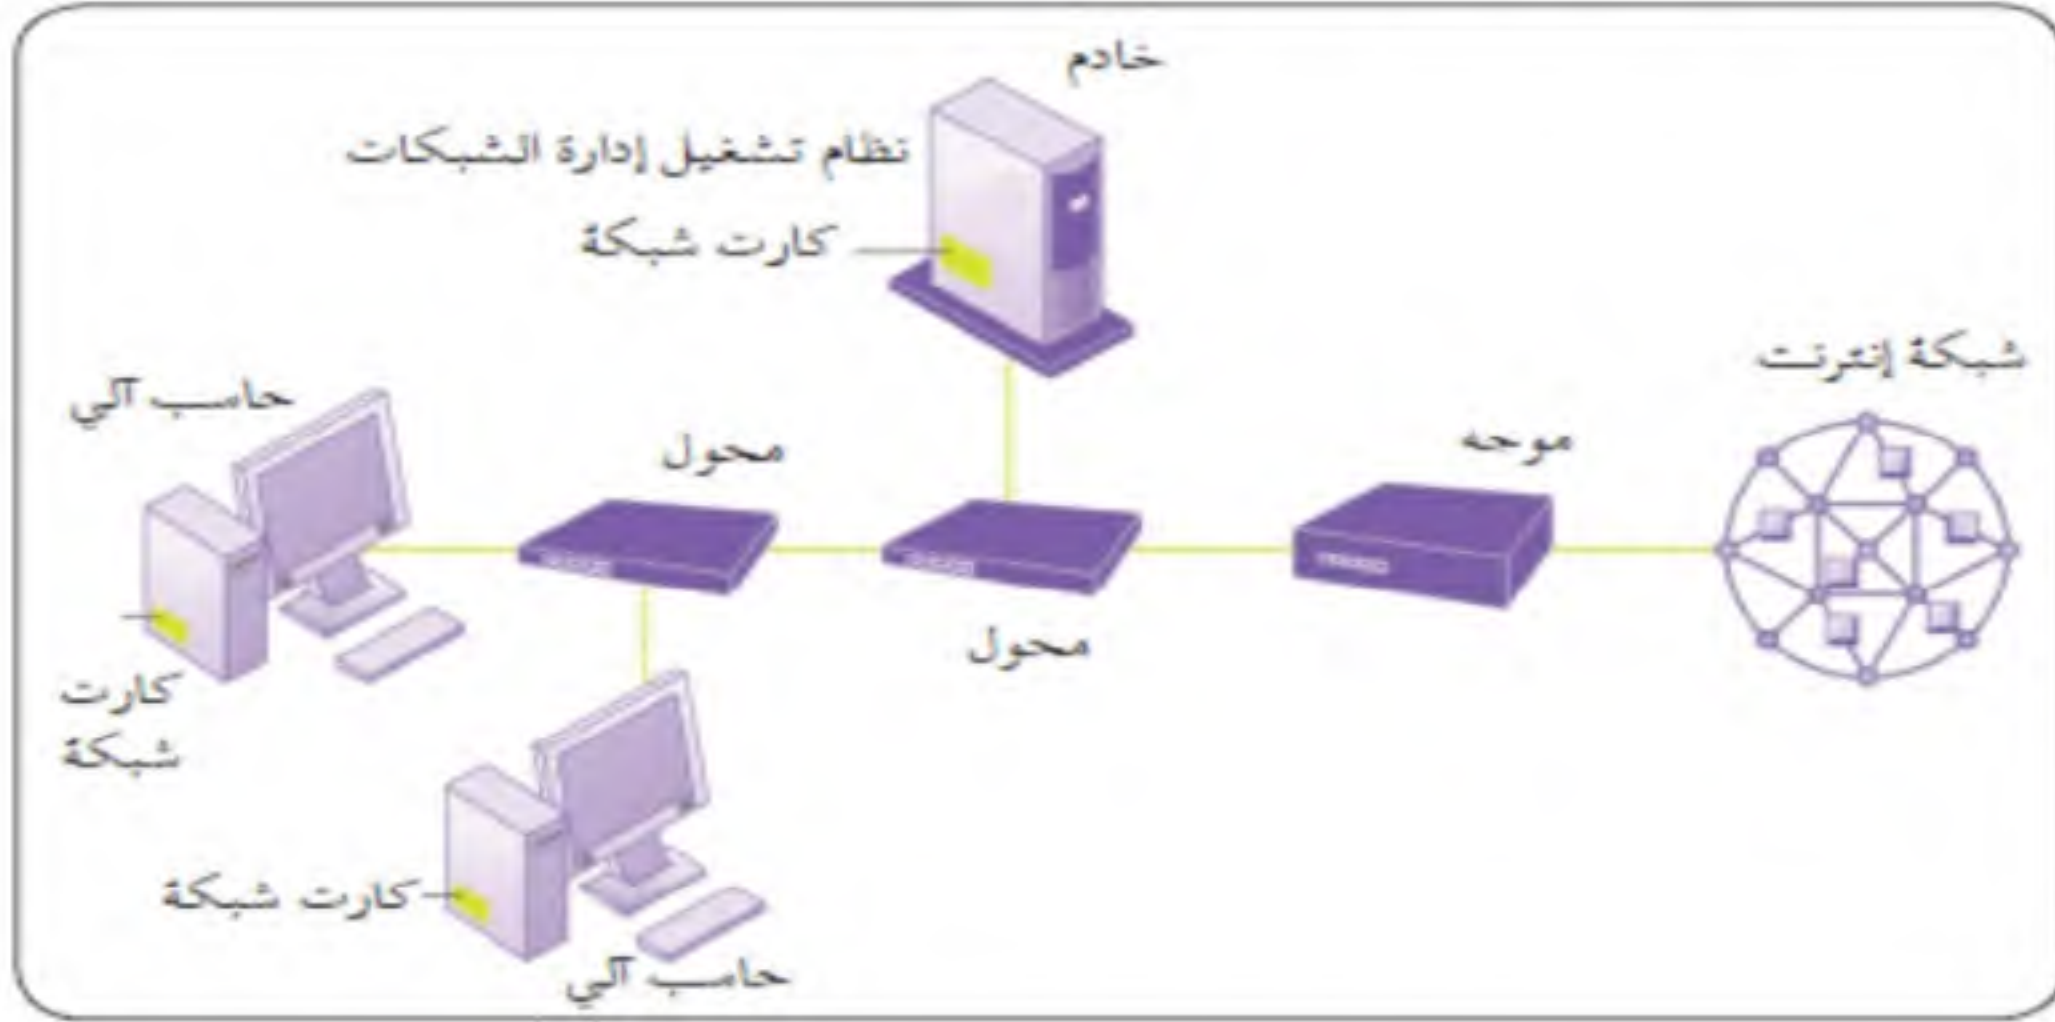 خادم
نظام تشغيل إدارة الشبكات
كارت شبكة
شبكة إنترنت
موجه
محول
محول
حاسب آلي
كارت
شبكة
كارت شبكة
حاسب آلي